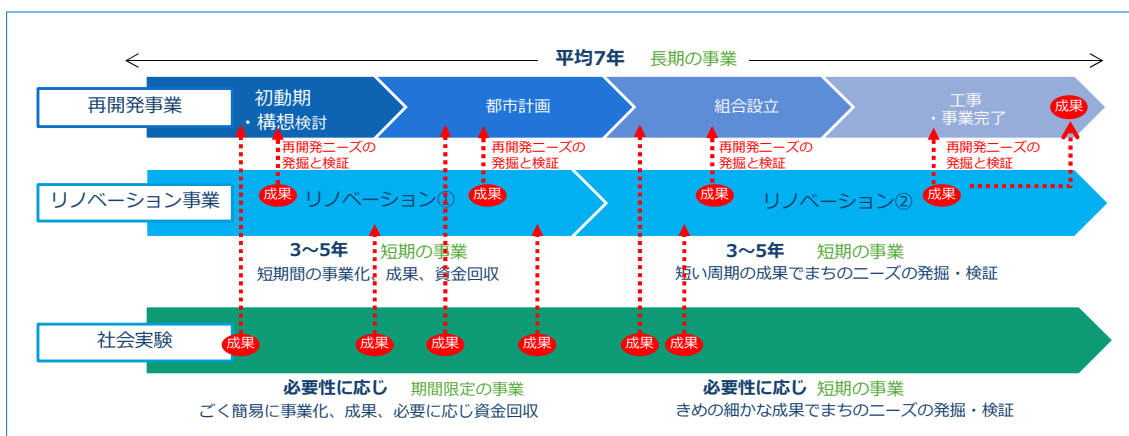 平均7年 長期の事業
再開発事業
初動期
・構想検討
都市計画
組合設立
工事
・事業完了
成果
再開発ニーズの
発掘と検証
再開発ニーズの
発掘と検証
再開発ニーズの
発掘と検証
再開発ニーズの
発掘と検証
リノベーション事業
成果
リノベーション①
成果
成果
リノベーション②
成果
3～5年 短期の事業
短期間の事業化、成果、資金回収
3～5年 短期の事業
短い周期の成果でまちのニーズの発掘・検証
社会実験
成果
成果
成果
成果
成果
成果
必要性に応じ 期間限定の事業
ごく簡易に事業化、成果、必要に応じ資金回収
必要性に応じ 短期の事業
きめの細かな成果でまちのニーズの発掘・検証